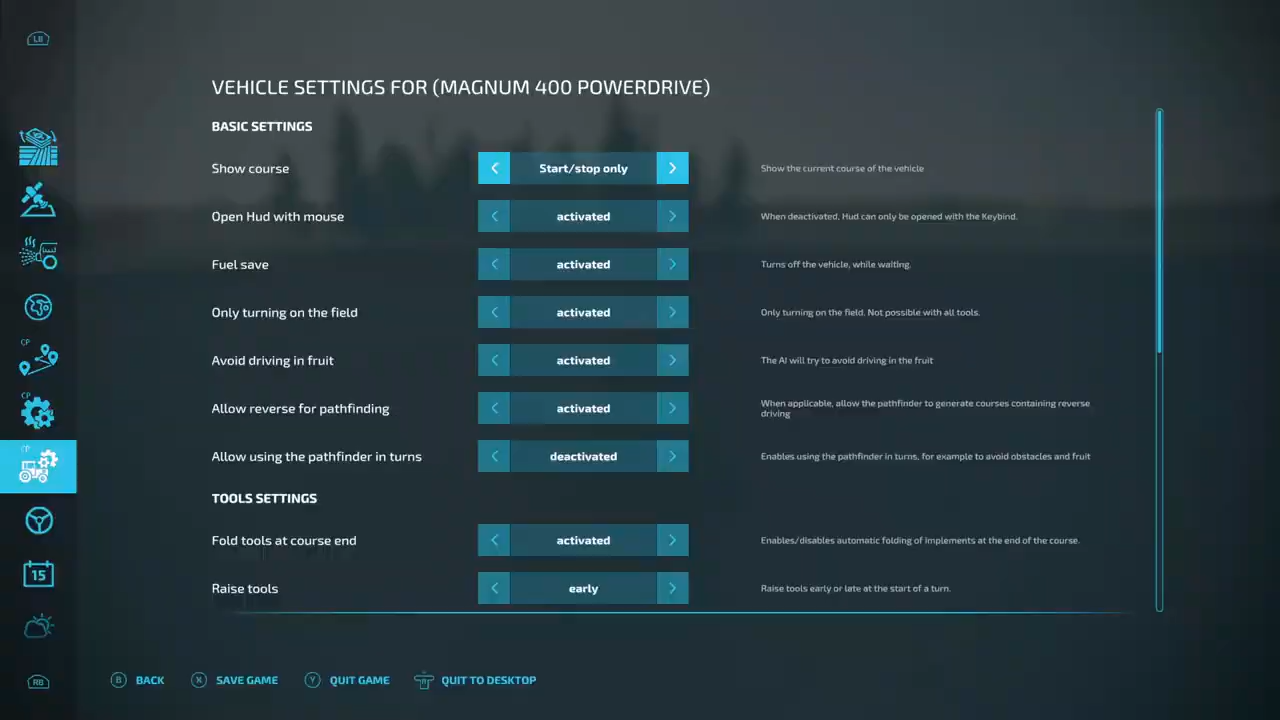 LB
VEHICLE SETTINGS FOR (MAGNUM 400 POWERDRIVE)
BASIC SETTINGS
Show course
Start/stop only
Show the current course of the vehicle
Open Hud with mouse
activated
When deactivated, Hud can only be opened with the Keybind.
Fuel save
activated
Turns off the vehicle, while waiting.
Only turning on the field
activated
Only turning on the field. Not possible with all tools.
CP
Avoid driving in fruit
activated
The AI will try to avoid driving in the fruit
CP
Allow reverse for pathfinding
activated
When applicable, allow the pathfinder to generate courses containing reverse
driving
CP
Allow using the pathfinder in turns
deactivated
Enables using the pathfinder in turns, for example to avoid obstacles and fruit
TOOLS SETTINGS
Fold tools at course end
activated
Enables/disables automatic folding of implements at the end of the course.
15
Raise tools
early
Raise tools early or late at the start of a turn.
RB
B BACK
X SAVE GAME
Y QUIT GAME
QUIT TO DESKTOP